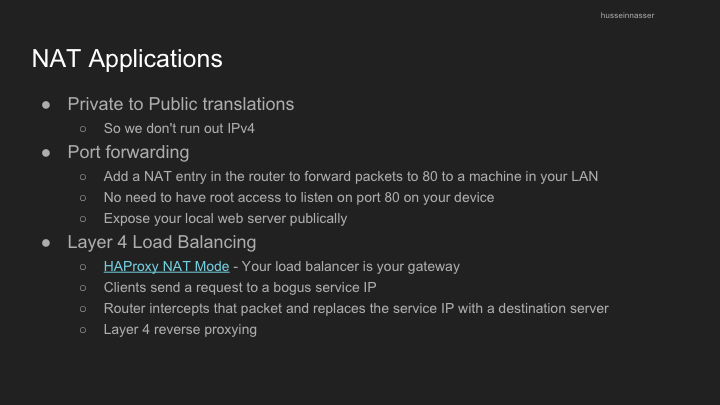 husseinnasser
NAT Applications
● Private to Public translations
○ So we don't run out IPv4
● Port forwarding
○ Add a NAT entry in the router to forward packets to 80 to a machine in your LAN
○ No need to have root access to listen on port 80 on your device
○ Expose your local web server publically
● Layer 4 Load Balancing
○ HAProxy NAT Mode - Your load balancer is your gateway
○ Clients send a request to a bogus service IP
○ Router intercepts that packet and replaces the service IP with a destination server
○ Layer 4 reverse proxying